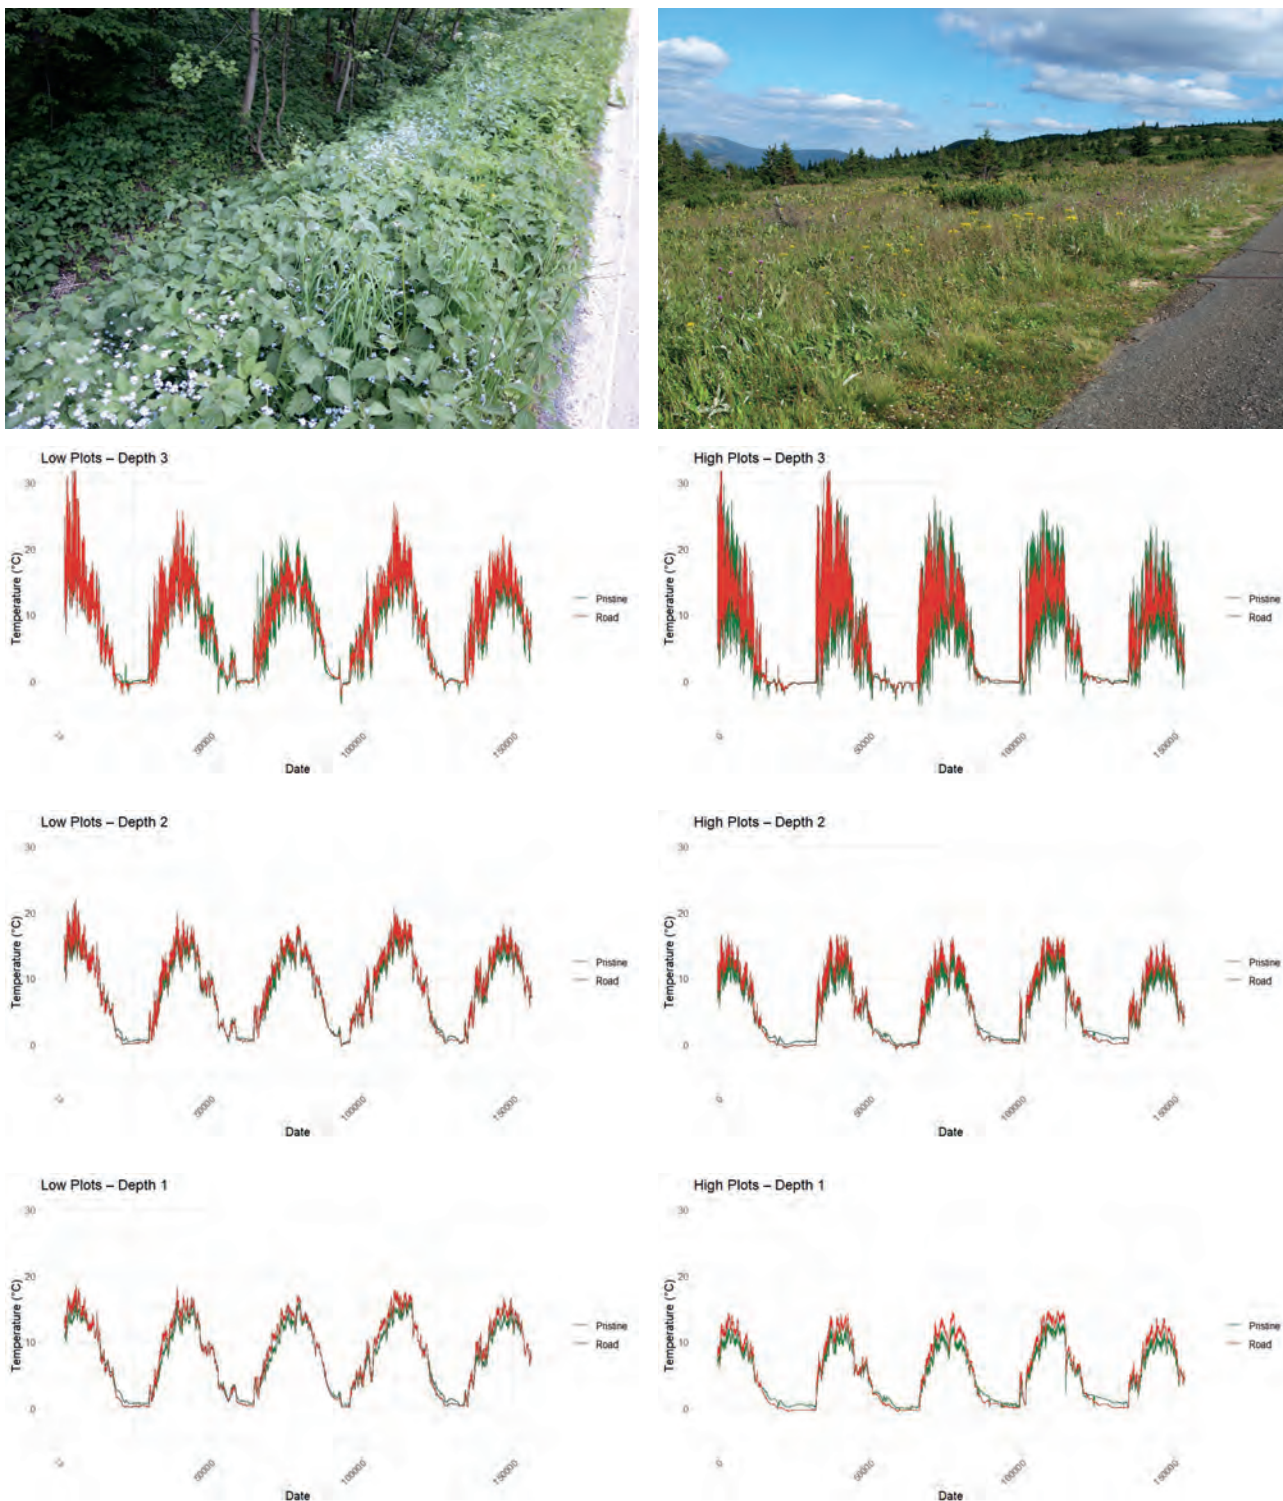 Low Plots – Depth 3
30
20
10
0
Temperature (°C)
Pristine
Road
50000
100000
150000
Date
High Plots – Depth 3
30
20
10
0
Temperature (°C)
Pristine
Road
0
50000
100000
150000
Date
Low Plots – Depth 2
30
20
10
0
Temperature (°C)
Pristine
Road
50000
100000
150000
Date
High Plots – Depth 2
30
20
10
0
Temperature (°C)
Pristine
Road
0
50000
100000
150000
Date
Low Plots – Depth 1
30
20
10
0
Temperature (°C)
Pristine
Road
50000
100000
150000
Date
High Plots – Depth 1
30
20
10
0
Temperature (°C)
Pristine
Road
0
50000
100000
150000
Date